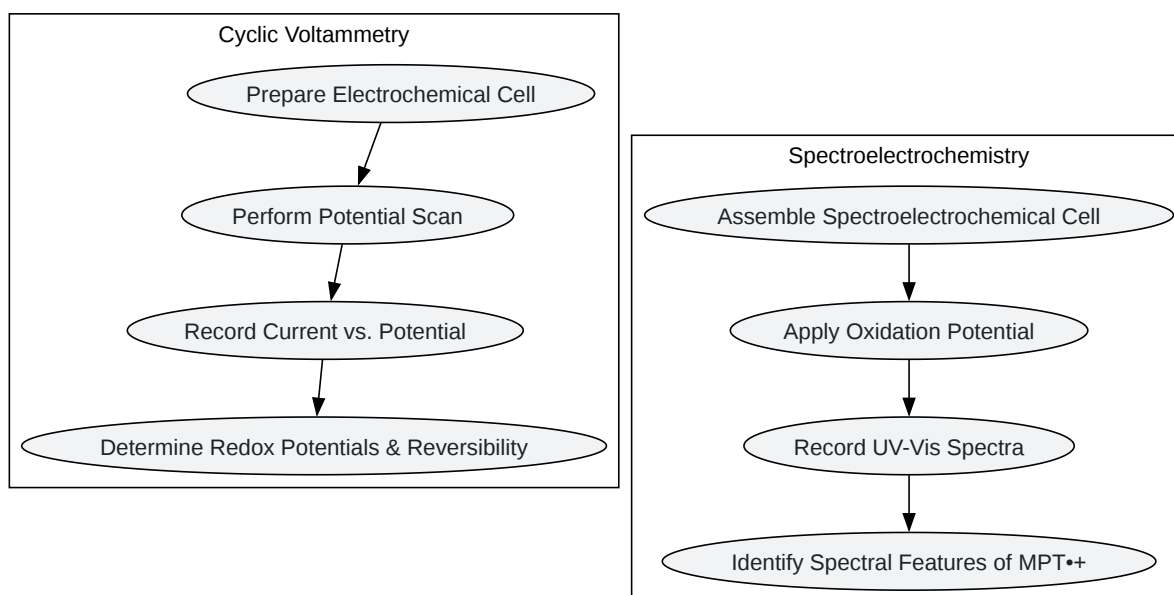 Cyclic Voltammetry
Prepare Electrochemical Cell
Perform Potential Scan
Record Current vs. Potential
Determine Redox Potentials & Reversibility
Spectroelectrochemistry
Assemble Spectroelectrochemical Cell
Apply Oxidation Potential
Record UV-Vis Spectra
Identify Spectral Features of MPT•+